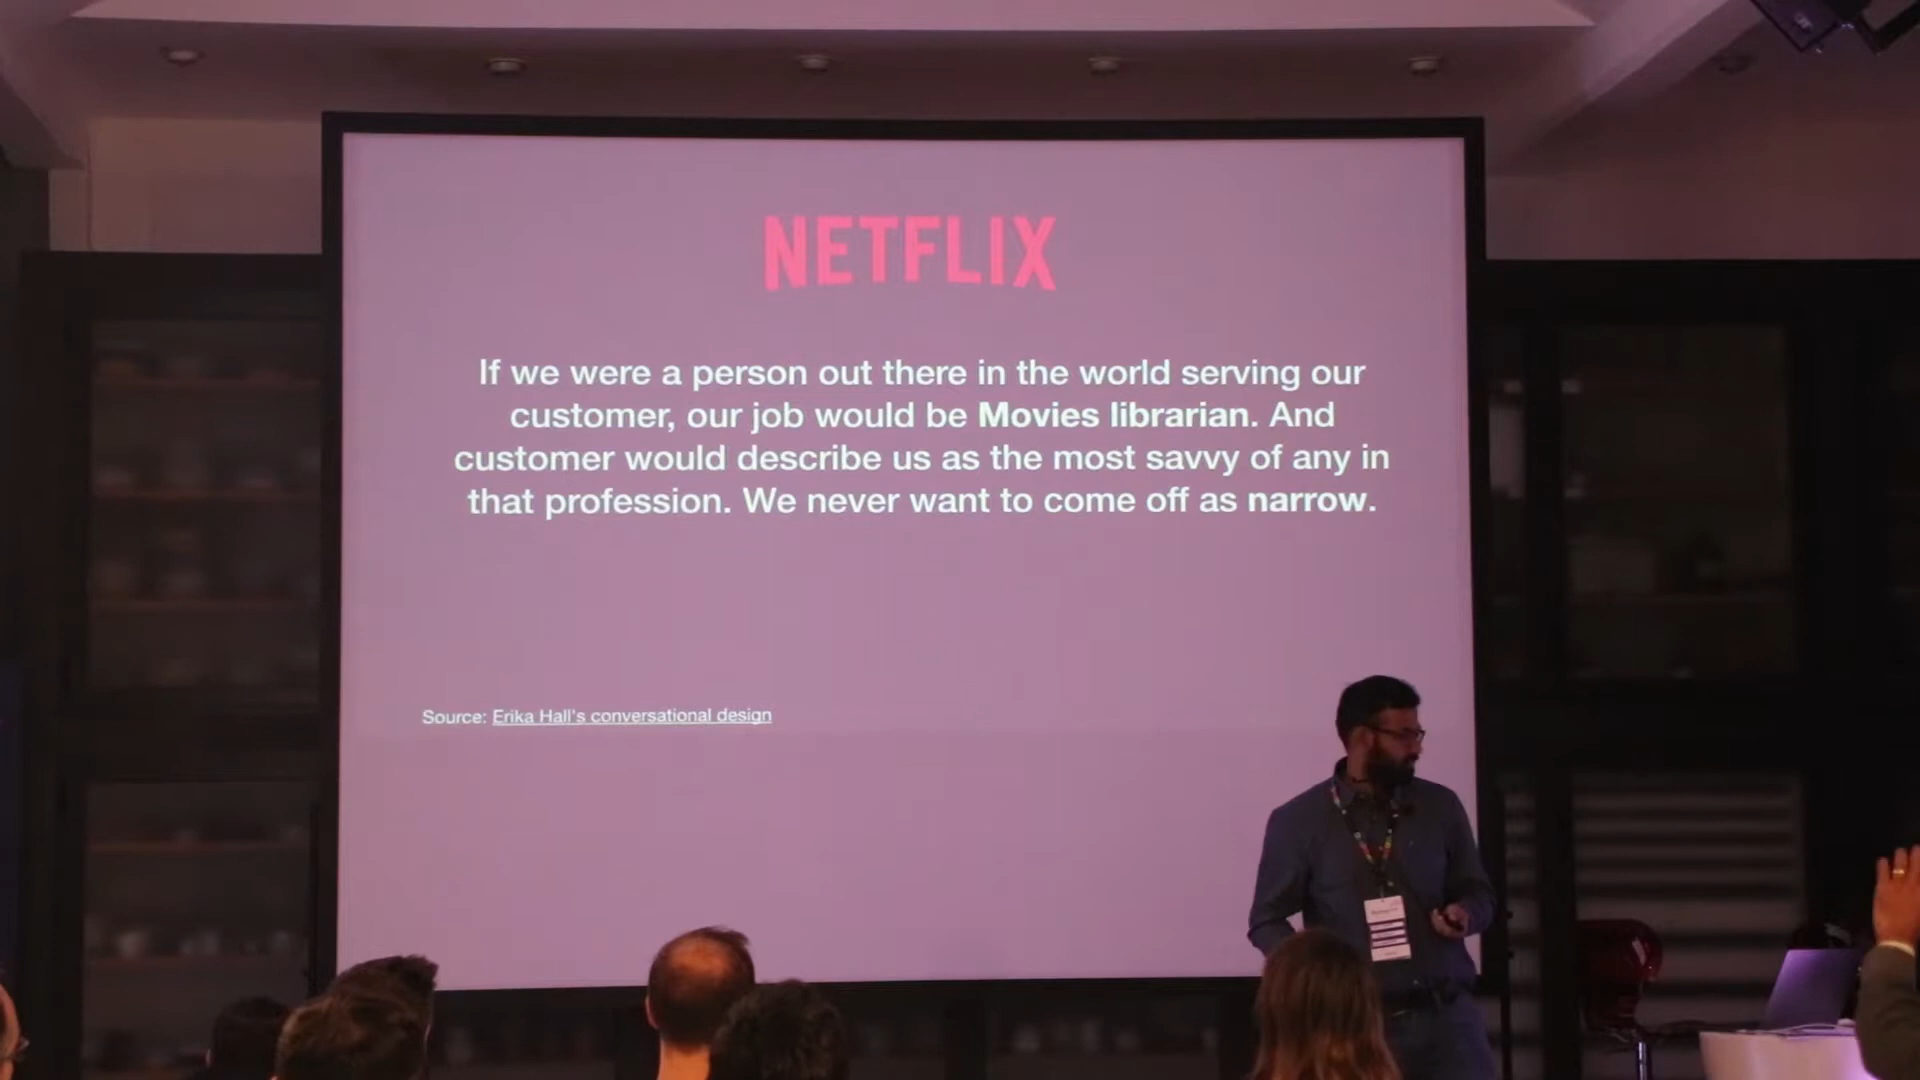 NETFLIX
If we were a person out there in the world serving our
customer, our job would be Movies librarian. And
customer would describe us as the most savvy of any in
that profession. We never want to come off as narrow.
Source: Erika Hall's conversational design